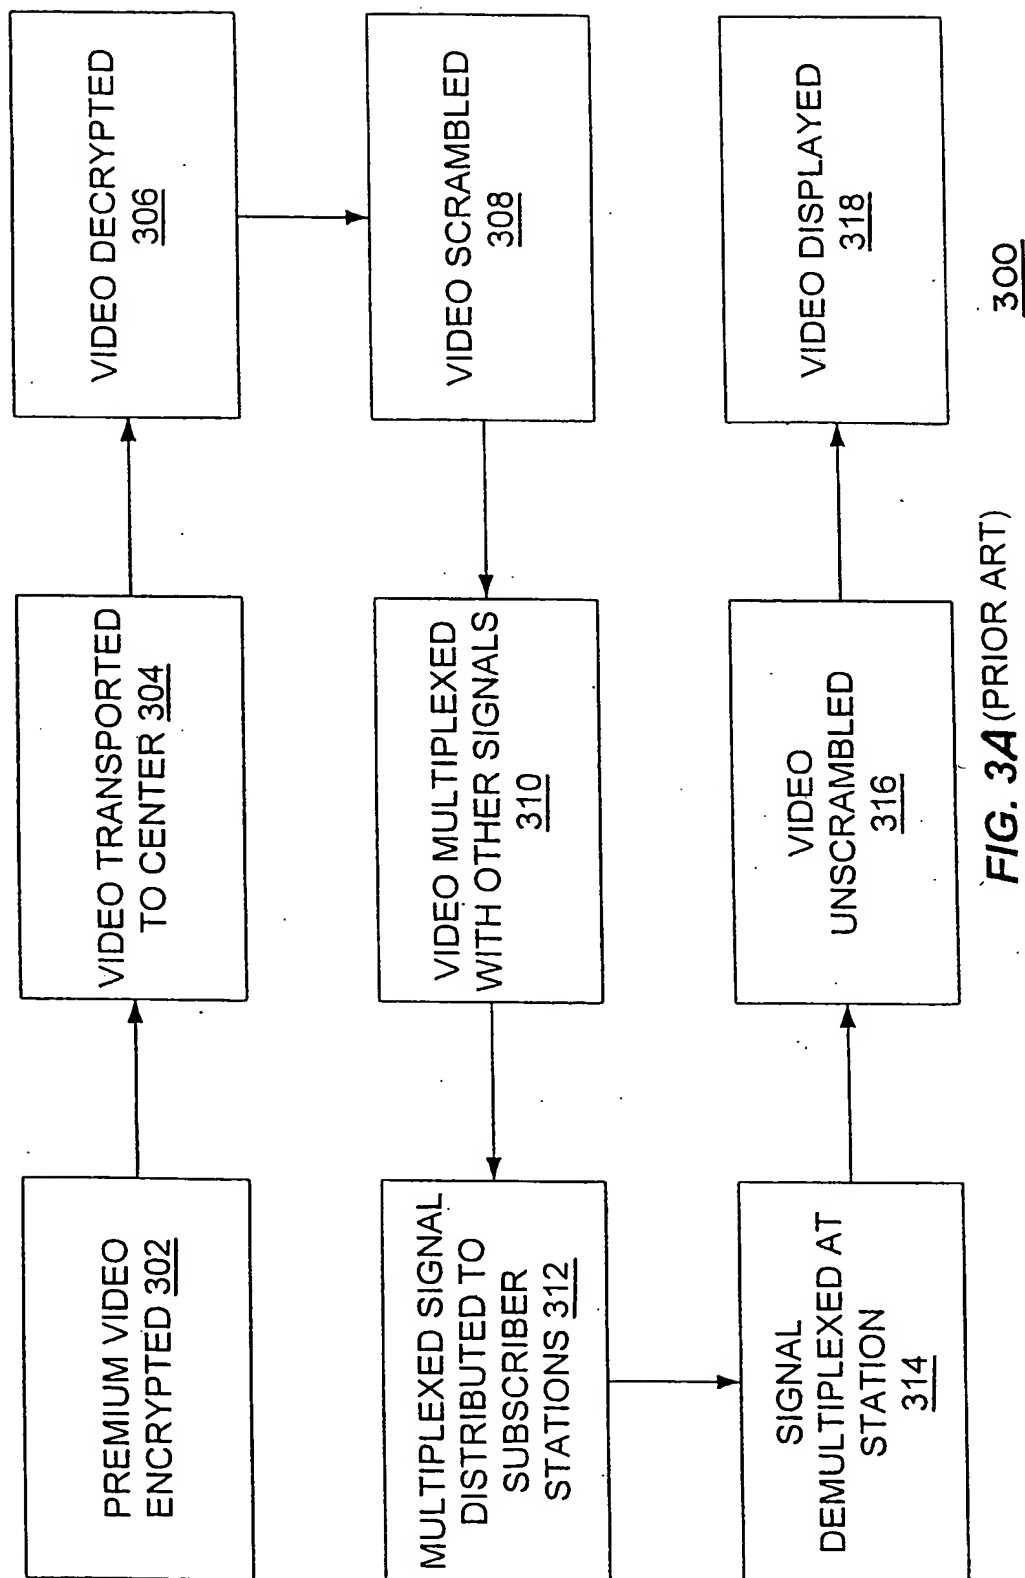 PREMIUM VIDEO
ENCRYPTED 302
VIDEO TRANSPORTED
TO CENTER 304
VIDEO DECRYPTED
306
VIDEO SCRAMBLED
308
VIDEO MULTIPLEXED
WITH OTHER SIGNALS
310
MULTIPLEXED SIGNAL
DISTRIBUTED TO
SUBSCRIBER
STATIONS 312
SIGNAL
DEMULTIPLEXED AT
STATION
314
VIDEO
UNSCRAMBLED
316
VIDEO DISPLAYED
318
300
FIG. 3A (PRIOR ART)